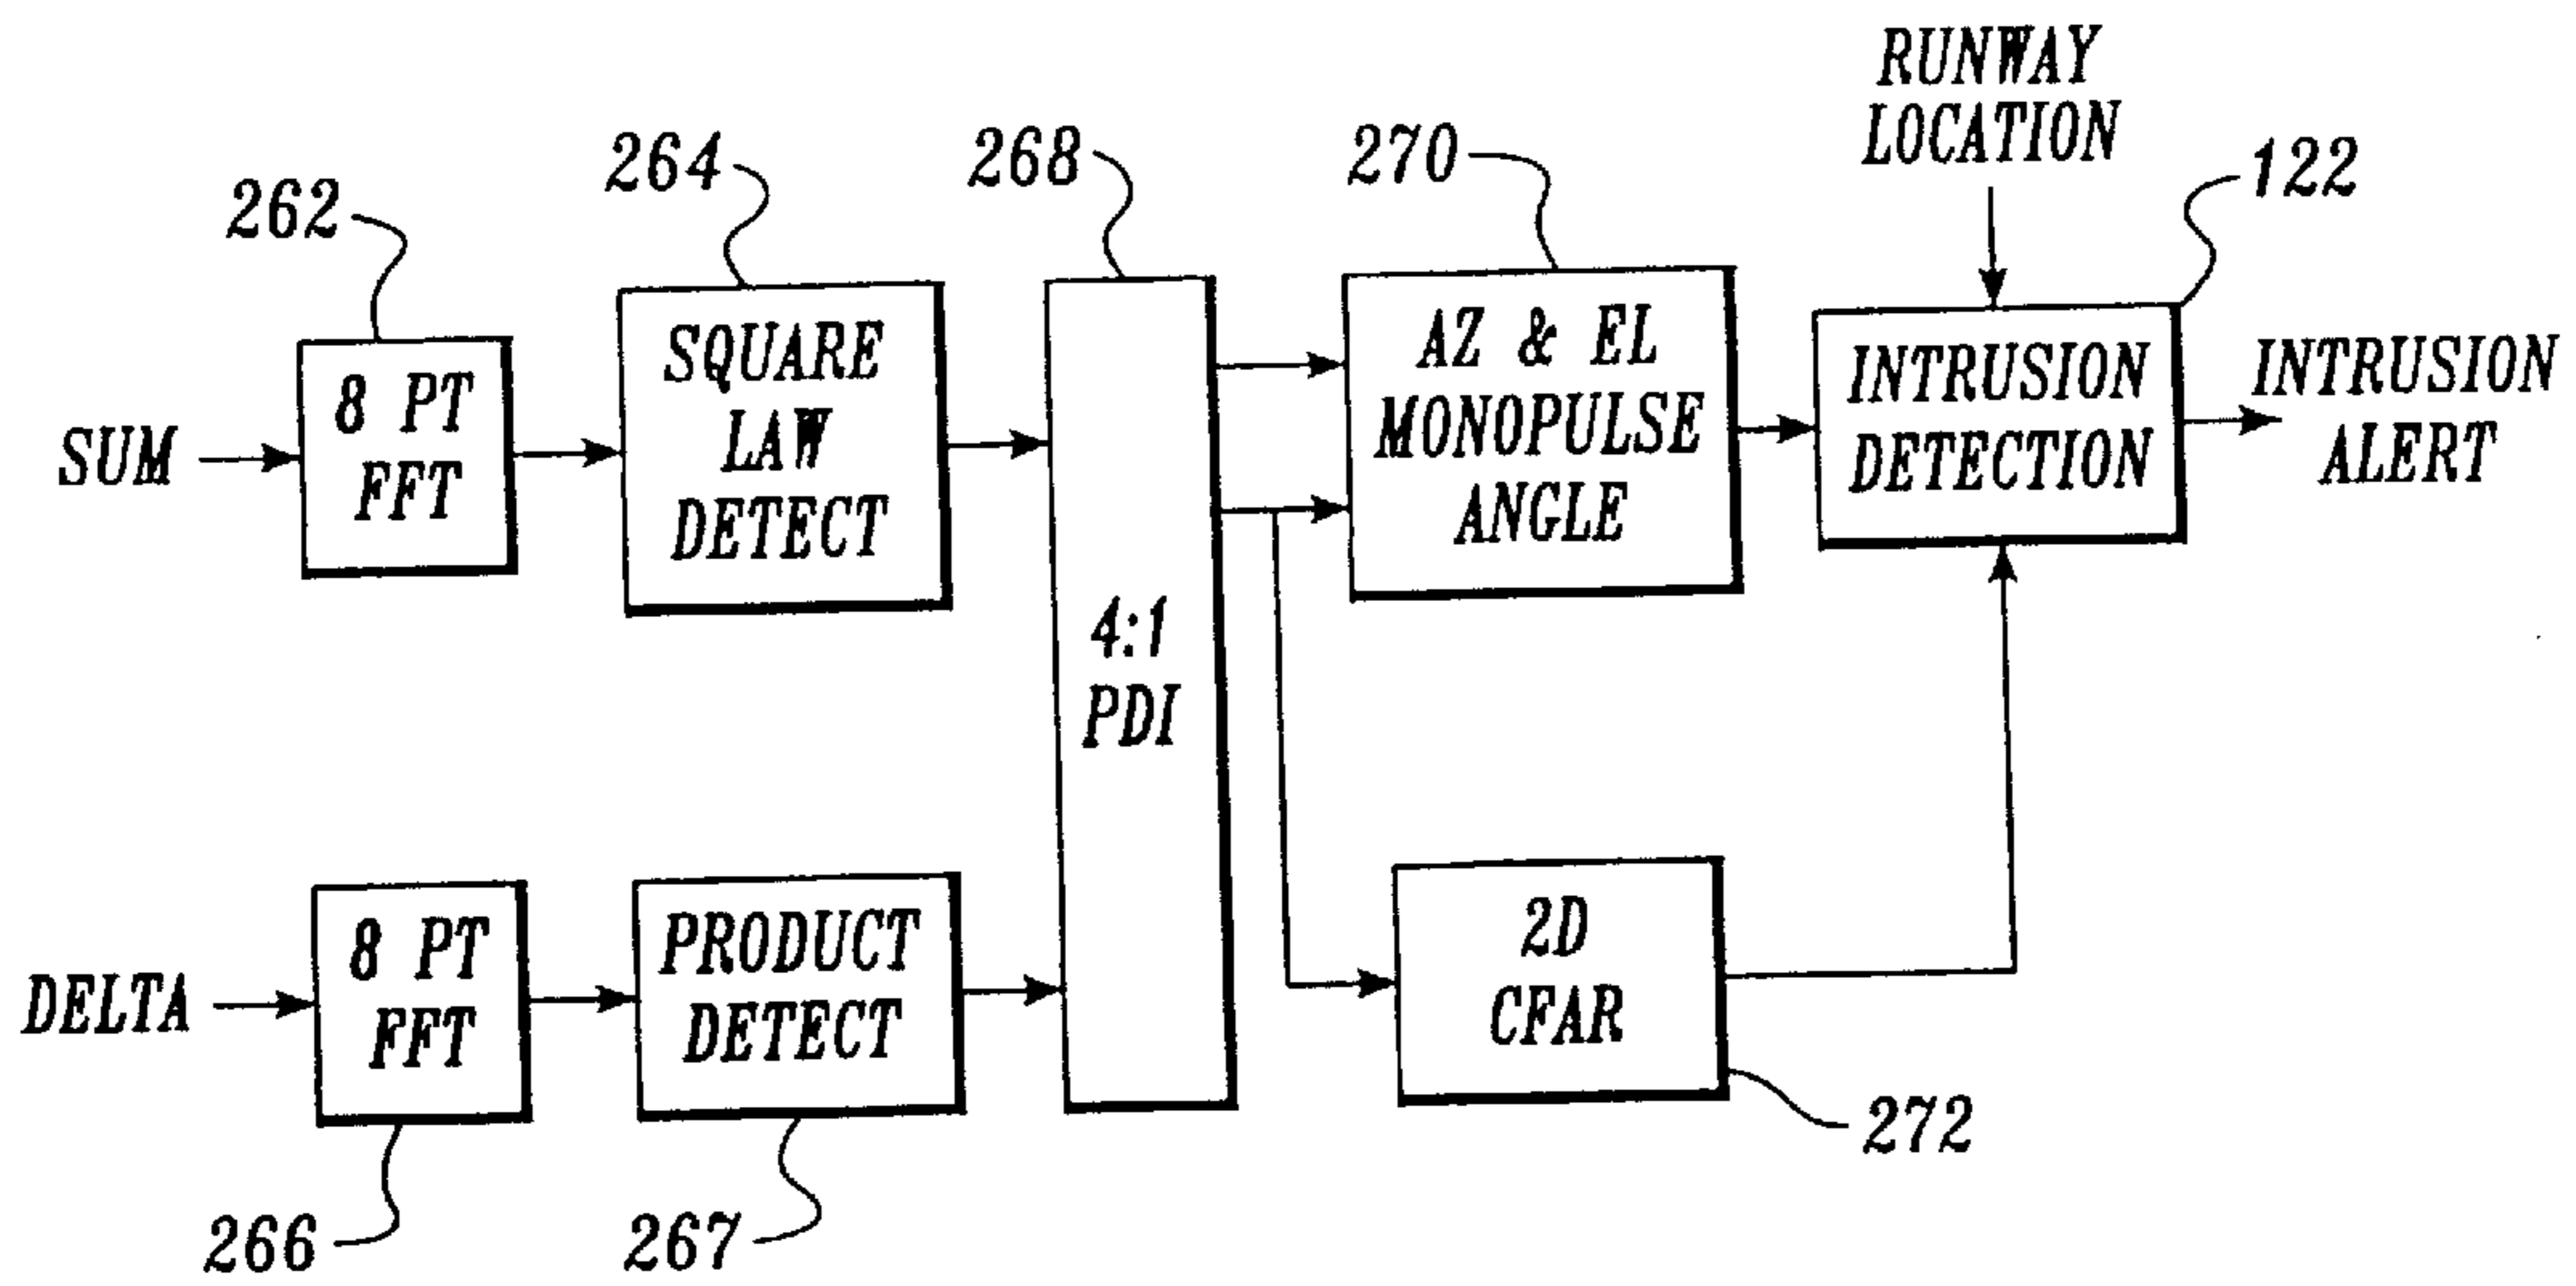 RUNWAY
LOCATION
262
264
268
270
122
SUM
8 PT
FFT
SQUARE
LAW
DETECT
4:1
PDI
AZ & EL
MONOPULSE
ANGLE
INTRUSION
DETECTION
INTRUSION
ALERT
DELTA
8 PT
FFT
PRODUCT
DETECT
2D
CFAR
266
267
272